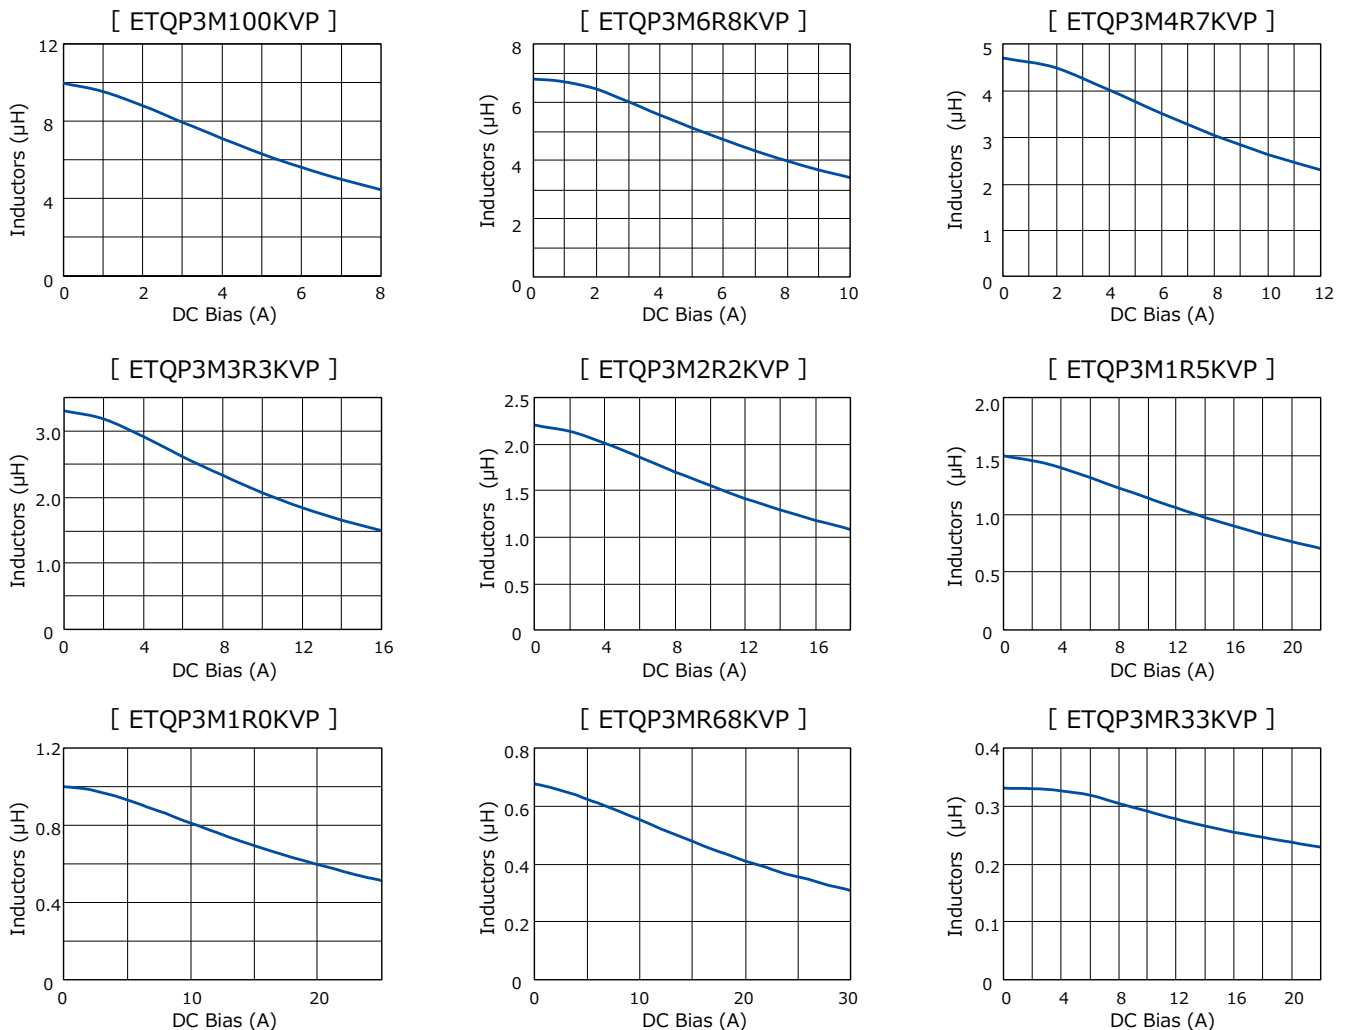 [ ETQP3M100KVP ]
12
8
4
0
Inductors (µH)
0 2 4 6 8
DC Bias (A)
[ ETQP3M6R8KVP ]
8
6
4
2
0
Inductors (µH)
0 2 4 6 8 10
DC Bias (A)
[ ETQP3M4R7KVP ]
5
4
3
2
1
0
Inductors (µH)
0 2 4 6 8 10 12
DC Bias (A)
[ ETQP3M3R3KVP ]
3.0
2.0
1.0
0
Inductors (µH)
0 4 8 12 16
DC Bias (A)
[ ETQP3M2R2KVP ]
2.5
2.0
1.5
1.0
0.5
0
Inductors (µH)
0 4 8 12 16
DC Bias (A)
[ ETQP3M1R5KVP ]
2.0
1.5
1.0
0.5
0
Inductors (µH)
0 4 8 12 16 20
DC Bias (A)
[ ETQP3M1R0KVP ]
1.2
0.8
0.4
0
Inductors (µH)
0 10 20
DC Bias (A)
[ ETQP3MR68KVP ]
0.8
0.6
0.4
0.2
0
Inductors (µH)
0 10 20 30
DC Bias (A)
[ ETQP3MR33KVP ]
0.4
0.3
0.2
0.1
0
Inductors (µH)
0 4 8 12 16 20
DC Bias (A)